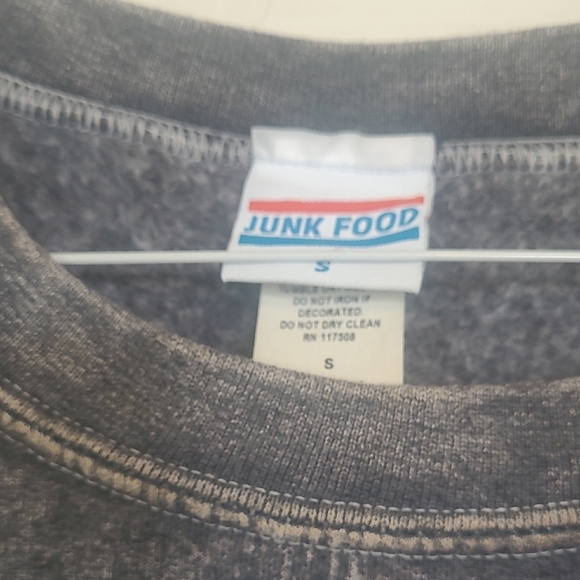 JUNK FOOD
S
DO NOT IRON IF
DECORATED.
DO NOT DRY CLEAN
RN 117508
S